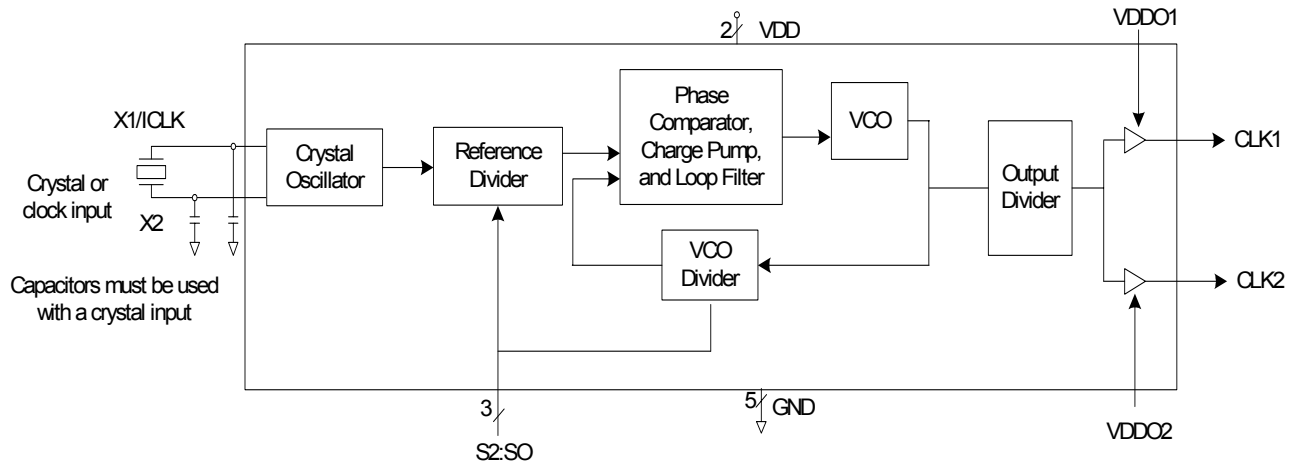 2 VDD
VDDO1
X1/ICLK
Crystal or
clock input
X2
Capacitors must be used
with a crystal input
Crystal
Oscillator
Reference
Divider
Phase
Comparator,
Charge Pump,
and Loop Filter
VCO
VCO
Divider
Output
Divider
CLK1
CLK2
3
S2:SO
5
GND
VDDO2